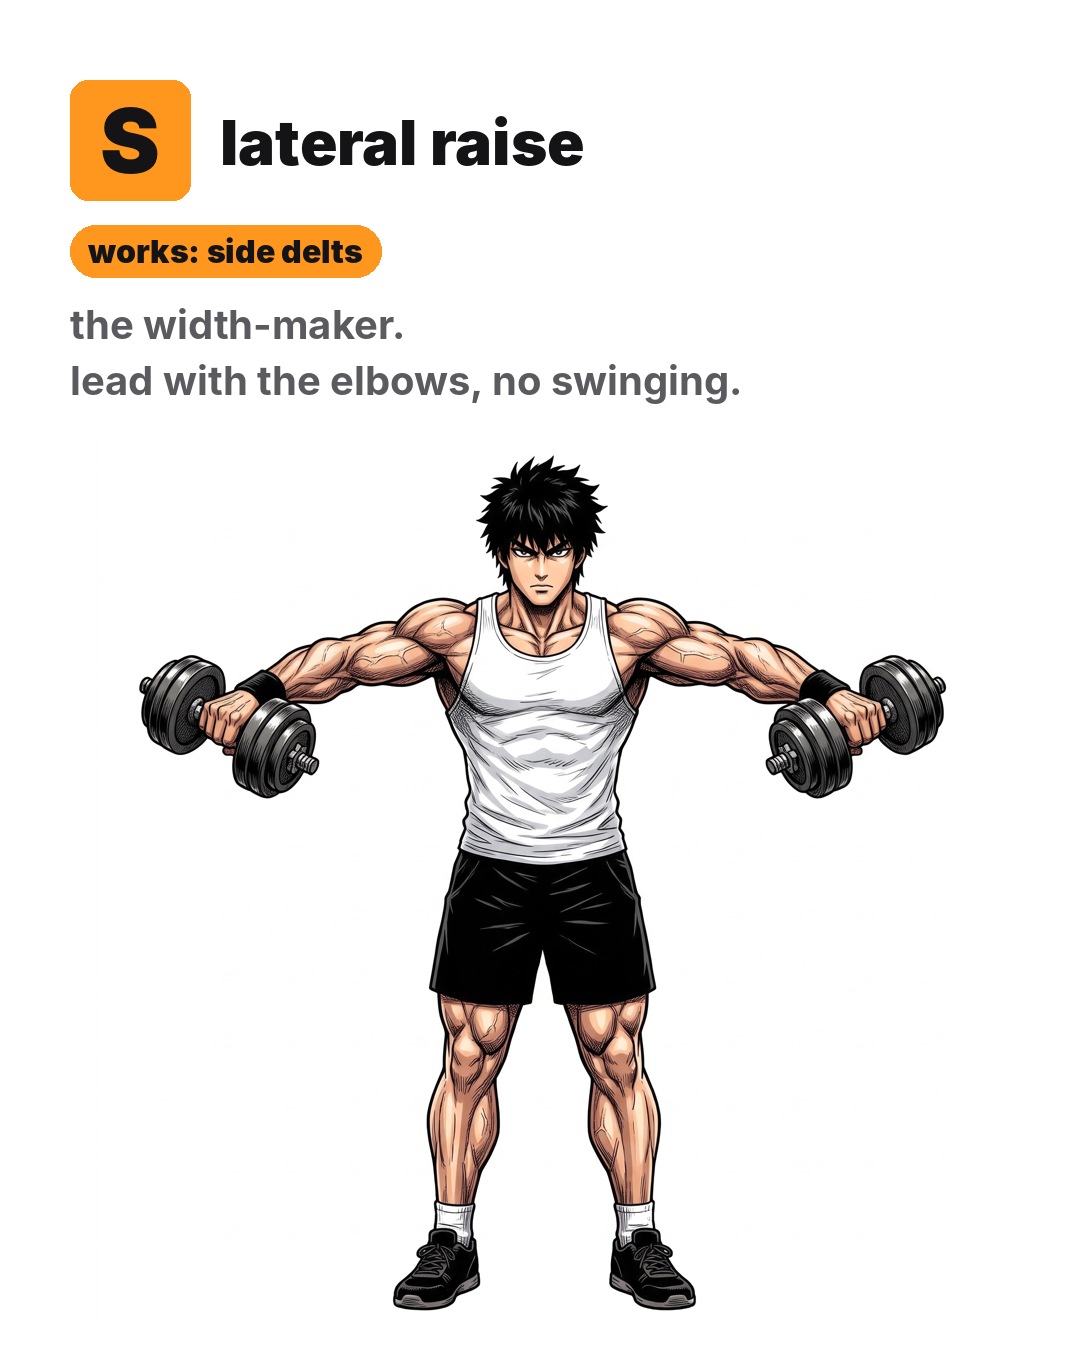 S
lateral raise
works: side delts
the width-maker.
lead with the elbows, no swinging.